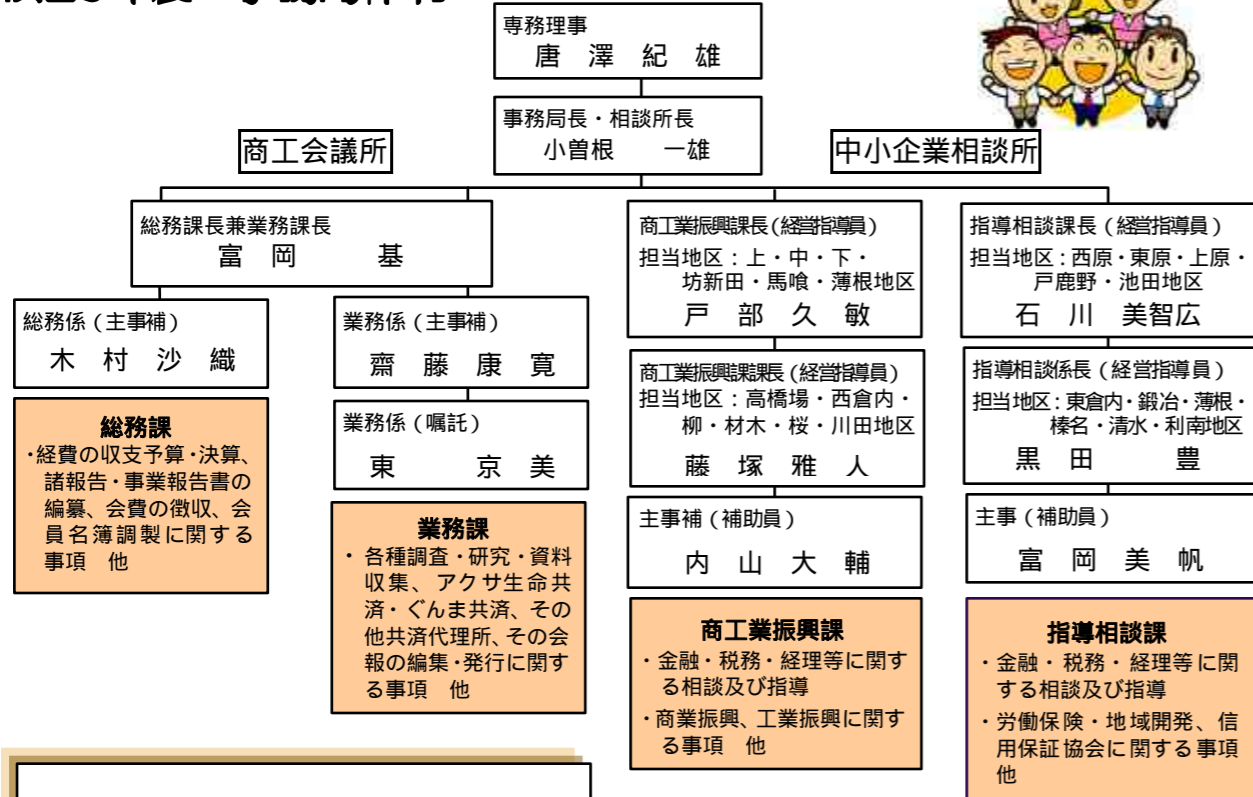 専務理事
唐 澤 紀 雄
事務局長・相談所長
小曽根 一雄
商工会議所
中小企業相談所
総務課長兼業務課長
富 岡 基
総務係(主事補)
木 村 沙 織
総務課
・経費の収支予算・決算、
諸報告・事業報告書の
編纂、会費の徴収、会
員名簿調製に関する
事項 他
業務係(主事補)
齋 藤 康 寛
業務係(嘱託)
東 京 美
業務課
・ 各種調査・研究・資料
収集、アクサ生命共
済・ぐんま共済、その
他共済代理所、その会
報の編集・発行に関す
る事項 他
商工業振興課長(経営指導員)
担当地区:上・中・下・
坊新田・馬喰・薄根地区
戸 部 久 敏
商工業振興課課長(経営指導員)
担当地区:高橋場・西倉内・
柳・材木・桜・川田地区
藤 塚 雅 人
主事補(補助員)
内 山 大 輔
商工業振興課
・金融・税務・経理等に関す
る相談及び指導
・商業振興、工業振興に関す
る事項 他
指導相談課長(経営指導員)
担当地区:西原・東原・上原・
戸鹿野・池田地区
石 川 美智広
指導相談係長(経営指導員)
担当地区:東倉内・鍛冶・薄根・
榛名・清水・利南地区
黒 田 豊
主事(補助員)
富 岡 美 帆
指導相談課
・金融・税務・経理等に関
する相談及び指導
・労働保険・地域開発、信
用保証協会に関する事項
他